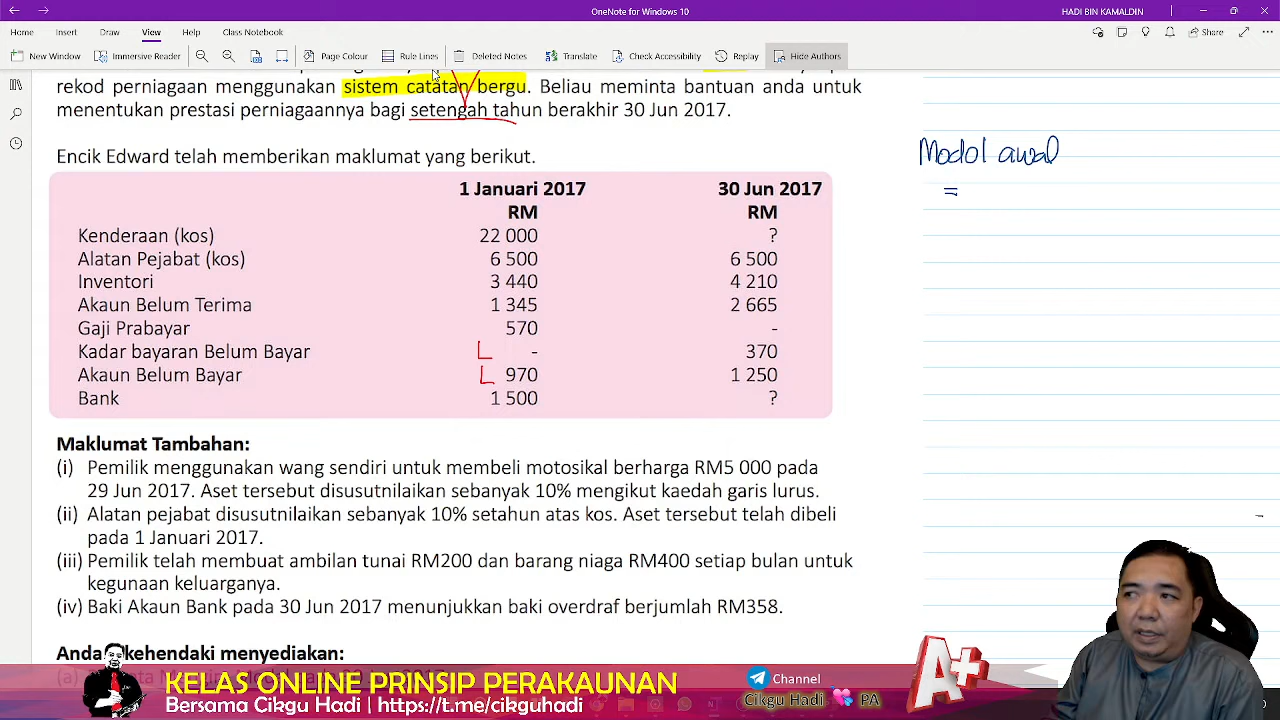 OneNote for Windows 10
HADI BIN KAMALDIN
Home Insert Draw View Help Class Notebook
Share
New Window Immersive Reader Page Colour Rule Lines Deleted Notes Translate Check Accessibility Replay Hide Authors
rekod perniagaan menggunakan sistem catatan bergu. Beliau meminta bantuan anda untuk
menentukan prestasi perniagaannya bagi setengah tahun berakhir 30 Jun 2017.
Modal awal
=
Encik Edward telah memberikan maklumat yang berikut.
1 Januari 2017 30 Jun 2017
RM RM
Kenderaan (kos) 22 000 ?
Alatan Pejabat (kos) 6 500 6 500
Inventori 3 440 4 210
Akaun Belum Terima 1 345 2 665
Gaji Prabayar 570 -
Kadar bayaran Belum Bayar L - 370
Akaun Belum Bayar L 970 1 250
Bank 1 500 ?
Maklumat Tambahan:
(i) Pemilik menggunakan wang sendiri untuk membeli motosikal berharga RM5 000 pada
29 Jun 2017. Aset tersebut disusutnilaikan sebanyak 10% mengikut kaedah garis lurus.
(ii) Alatan pejabat disusutnilaikan sebanyak 10% setahun atas kos. Aset tersebut telah dibeli
pada 1 Januari 2017.
(iii) Pemilik telah membuat ambilan tunai RM200 dan barang niaga RM400 setiap bulan untuk
kegunaan keluarganya.
(iv) Baki Akaun Bank pada 30 Jun 2017 menunjukkan baki overdraf berjumlah RM358.
kehendaki menyediakan:
(a)
KELAS ONLINE PRINSIP PERAKAUNAN
Bersama Cikgu Hadi | https://t.me/cikguhadi
Channel
Cikgu Hadi PA
A+